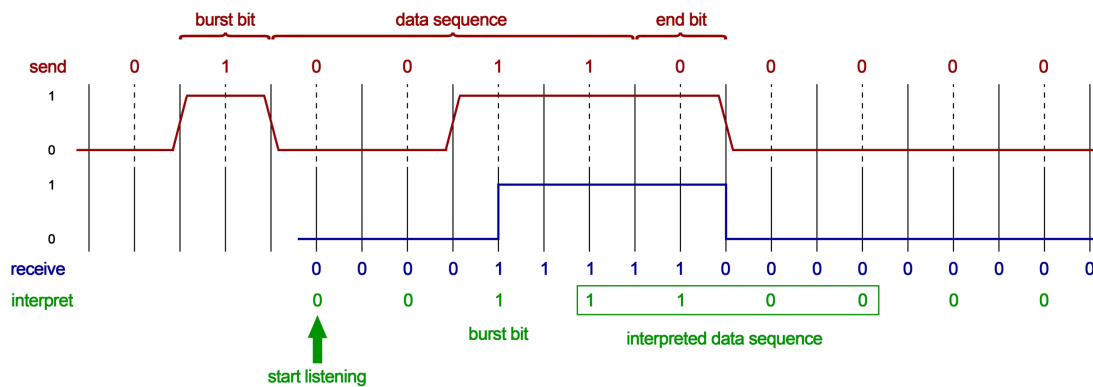 burst bit data sequence end bit
send 0 1 0 0 1 1 0 0 0 0 0
1
0
1
0
receive 0 0 0 0 1 1 1 1 1 0 0 0 0 0 0 0 0 0
interpret 0 0 1 1 1 0 0 0 0
burst bit interpreted data sequence
start listening